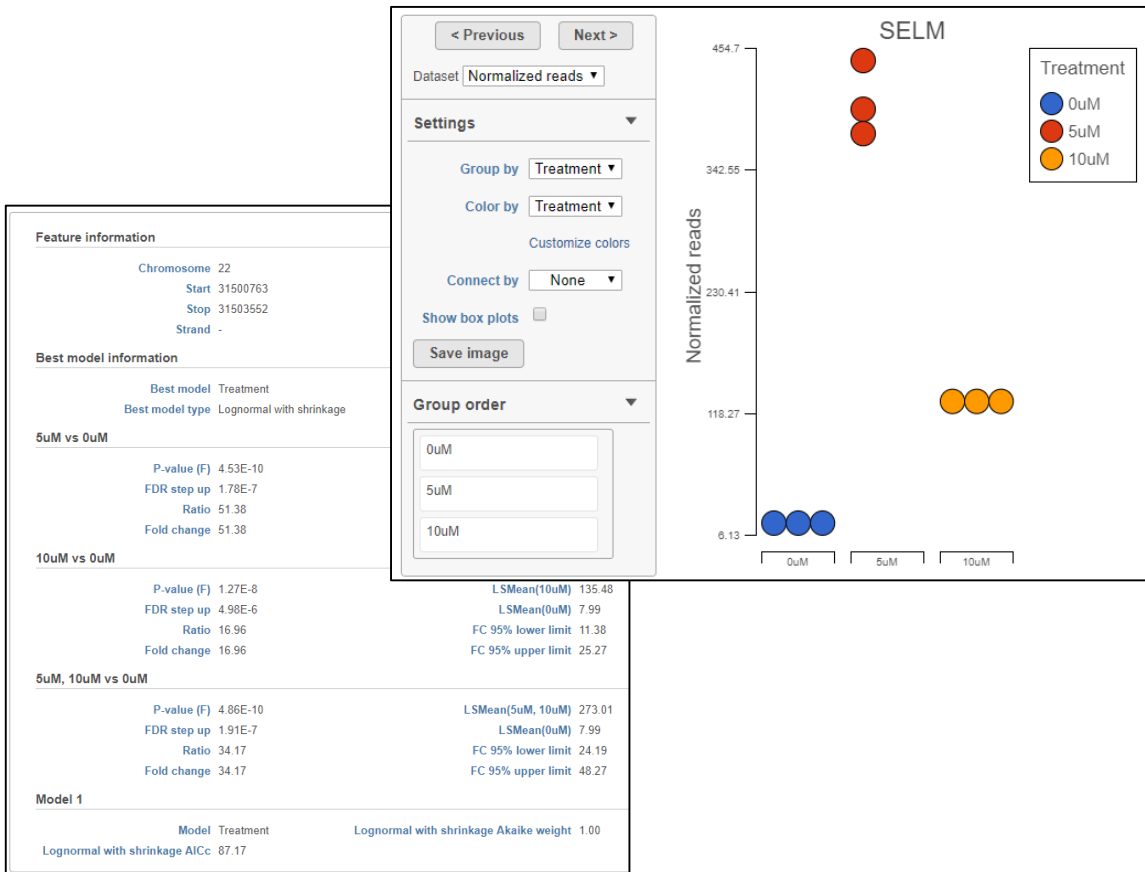 < Previous Next >
Dataset Normalized reads ▼
Settings ▼
Group by Treatment ▼
Color by Treatment ▼
Customize colors
Connect by None ▼
Show box plots
Save image
Group order ▼
0uM
5uM
10uM
SELM
Normalized reads
454.7
342.55
230.41
118.27
6.13
0uM 5uM 10uM
Treatment
0uM
5uM
10uM
Feature information
Chromosome 22
Start 31500763
Stop 31503552
Strand -
Best model information
Best model Treatment
Best model type Lognormal with shrinkage
5uM vs 0uM
P-value (F) 4.53E-10
FDR step up 1.78E-7
Ratio 51.38
Fold change 51.38
10uM vs 0uM
P-value (F) 1.27E-8 LSMean(10uM) 135.48
FDR step up 4.98E-6 LSMean(0uM) 7.99
Ratio 16.96 FC 95% lower limit 11.38
Fold change 16.96 FC 95% upper limit 25.27
5uM, 10uM vs 0uM
P-value (F) 4.86E-10 LSMean(5uM, 10uM) 273.01
FDR step up 1.91E-7 LSMean(0uM) 7.99
Ratio 34.17 FC 95% lower limit 24.19
Fold change 34.17 FC 95% upper limit 48.27
Model 1
Model Treatment Lognormal with shrinkage Akaike weight 1.00
Lognormal with shrinkage AICc 87.17